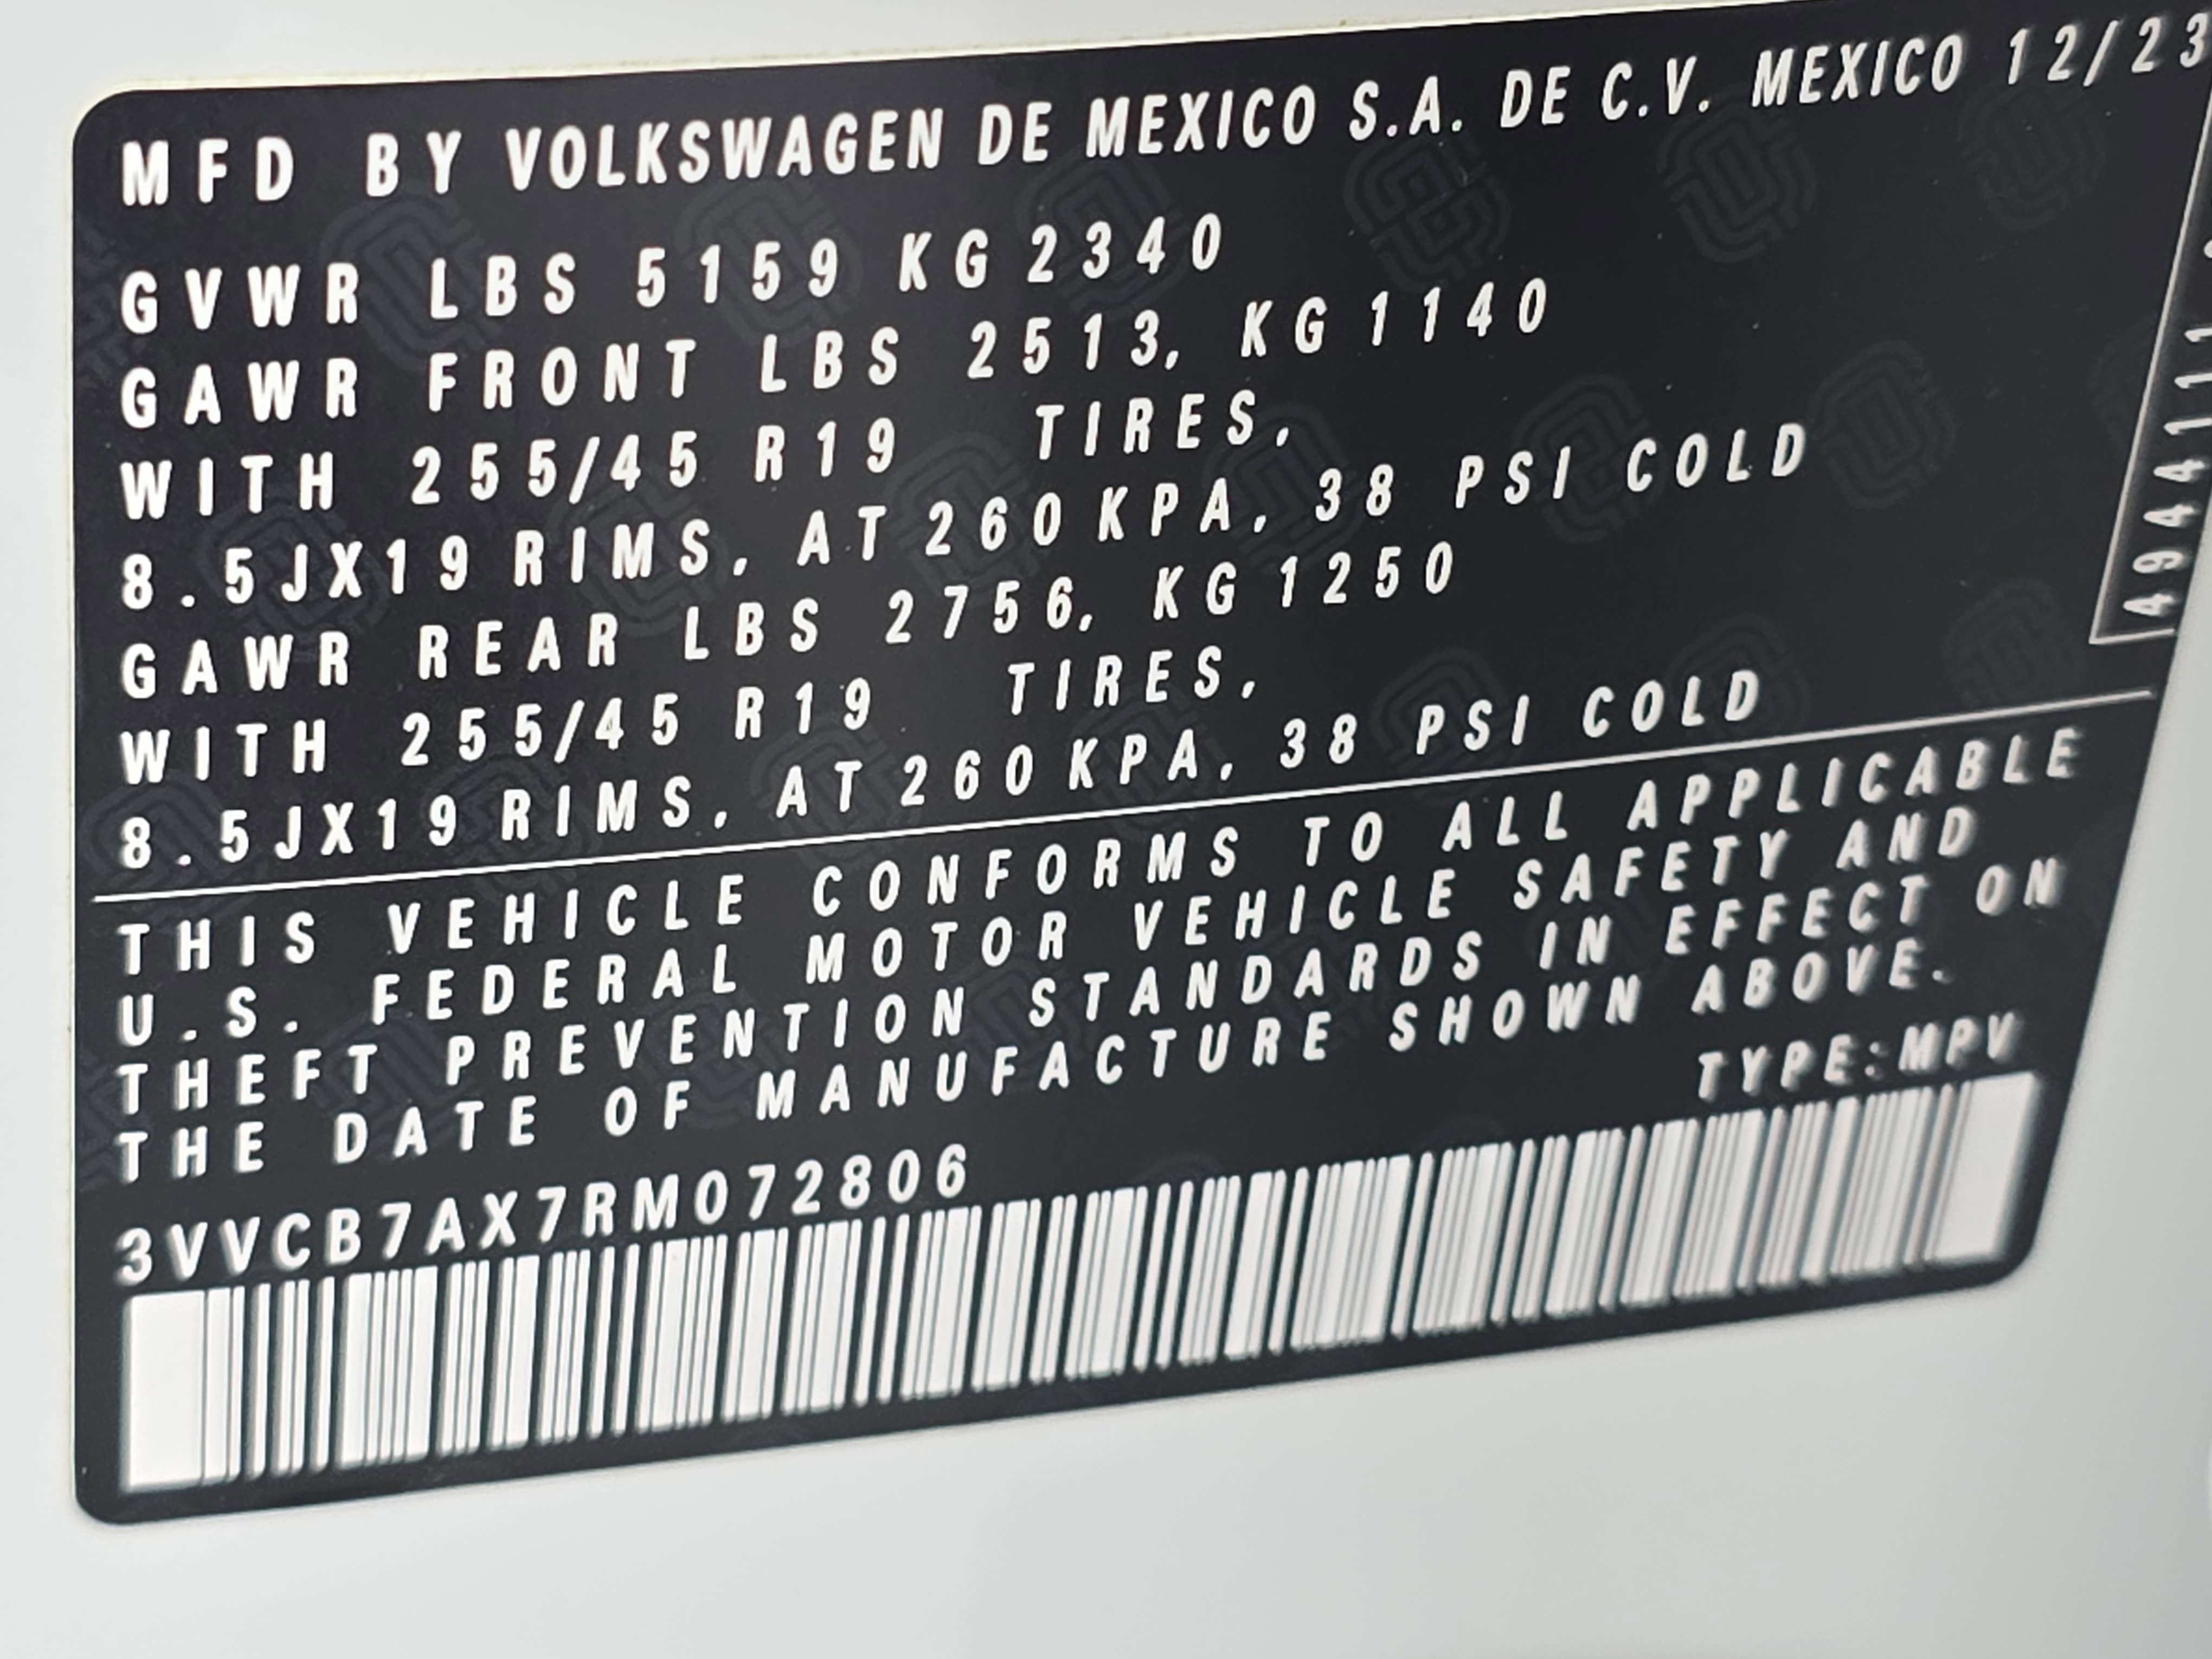 MFD BY VOLKSWAGEN DE MEXICO S.A. DE C.V. MEXICO 12/23
GVWR LBS 5159 KG 2340
GAWR FRONT LBS 2513, KG 1140
WITH 255/45 R19 TIRES,
8.5JX19 RIMS, AT 260 KPA, 38 PSI COLD
GAWR REAR LBS 2756, KG 1250
WITH 255/45 R19 TIRES,
8.5JX19 RIMS, AT 260 KPA, 38 PSI COLD
THIS VEHICLE CONFORMS TO ALL APPLICABLE
U.S. FEDERAL MOTOR VEHICLE SAFETY AND
THEFT PREVENTION STANDARDS IN EFFECT ON
THE DATE OF MANUFACTURE SHOWN ABOVE.
TYPE:MPV
3VVCB7AX7RM072806